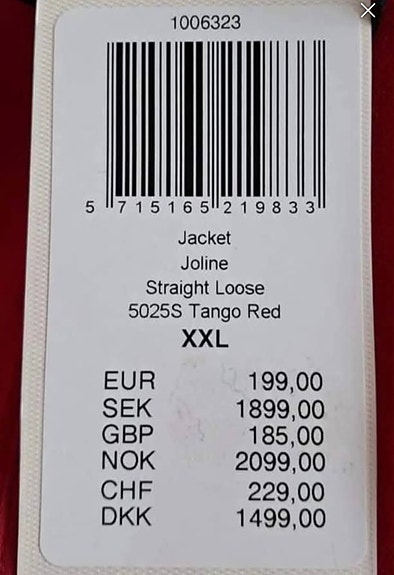 1006323
5 715165 219833
Jacket
Joline
Straight Loose
5025S Tango Red
XXL
EUR 199,00
SEK 1899,00
GBP 185,00
NOK 2099,00
CHF 229,00
DKK 1499,00